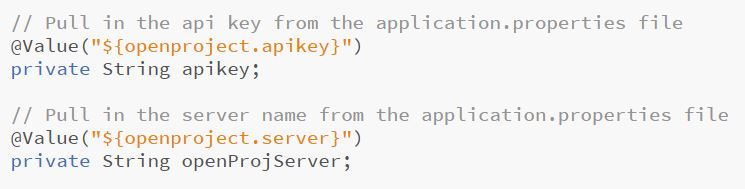 // Pull in the api key from the application.properties file
@Value("${openproject.apikey}")
private String apikey;
// Pull in the server name from the application.properties file
@Value("${openproject.server}")
private String openProjServer;